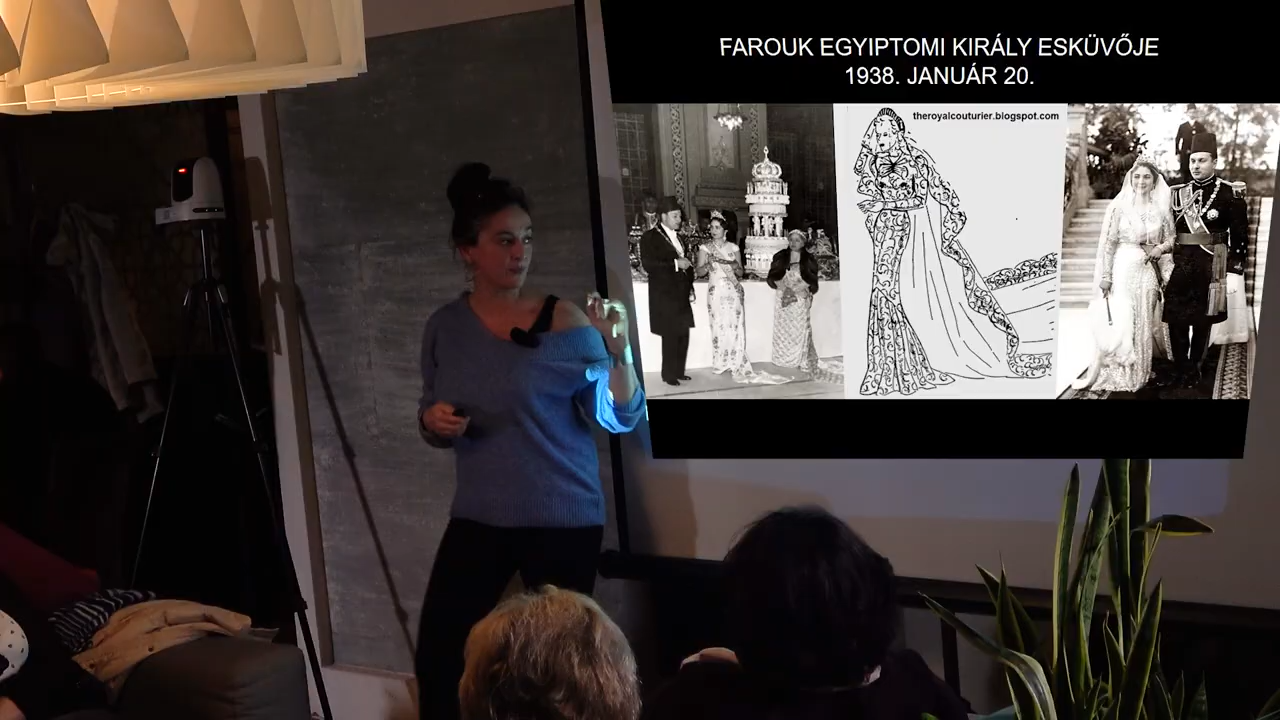 FAROUK EGYIPTOMI KIRÁLY ESKÜVŐJE
1938. JANUÁR 20.
theroyalcouturier.blogspot.com